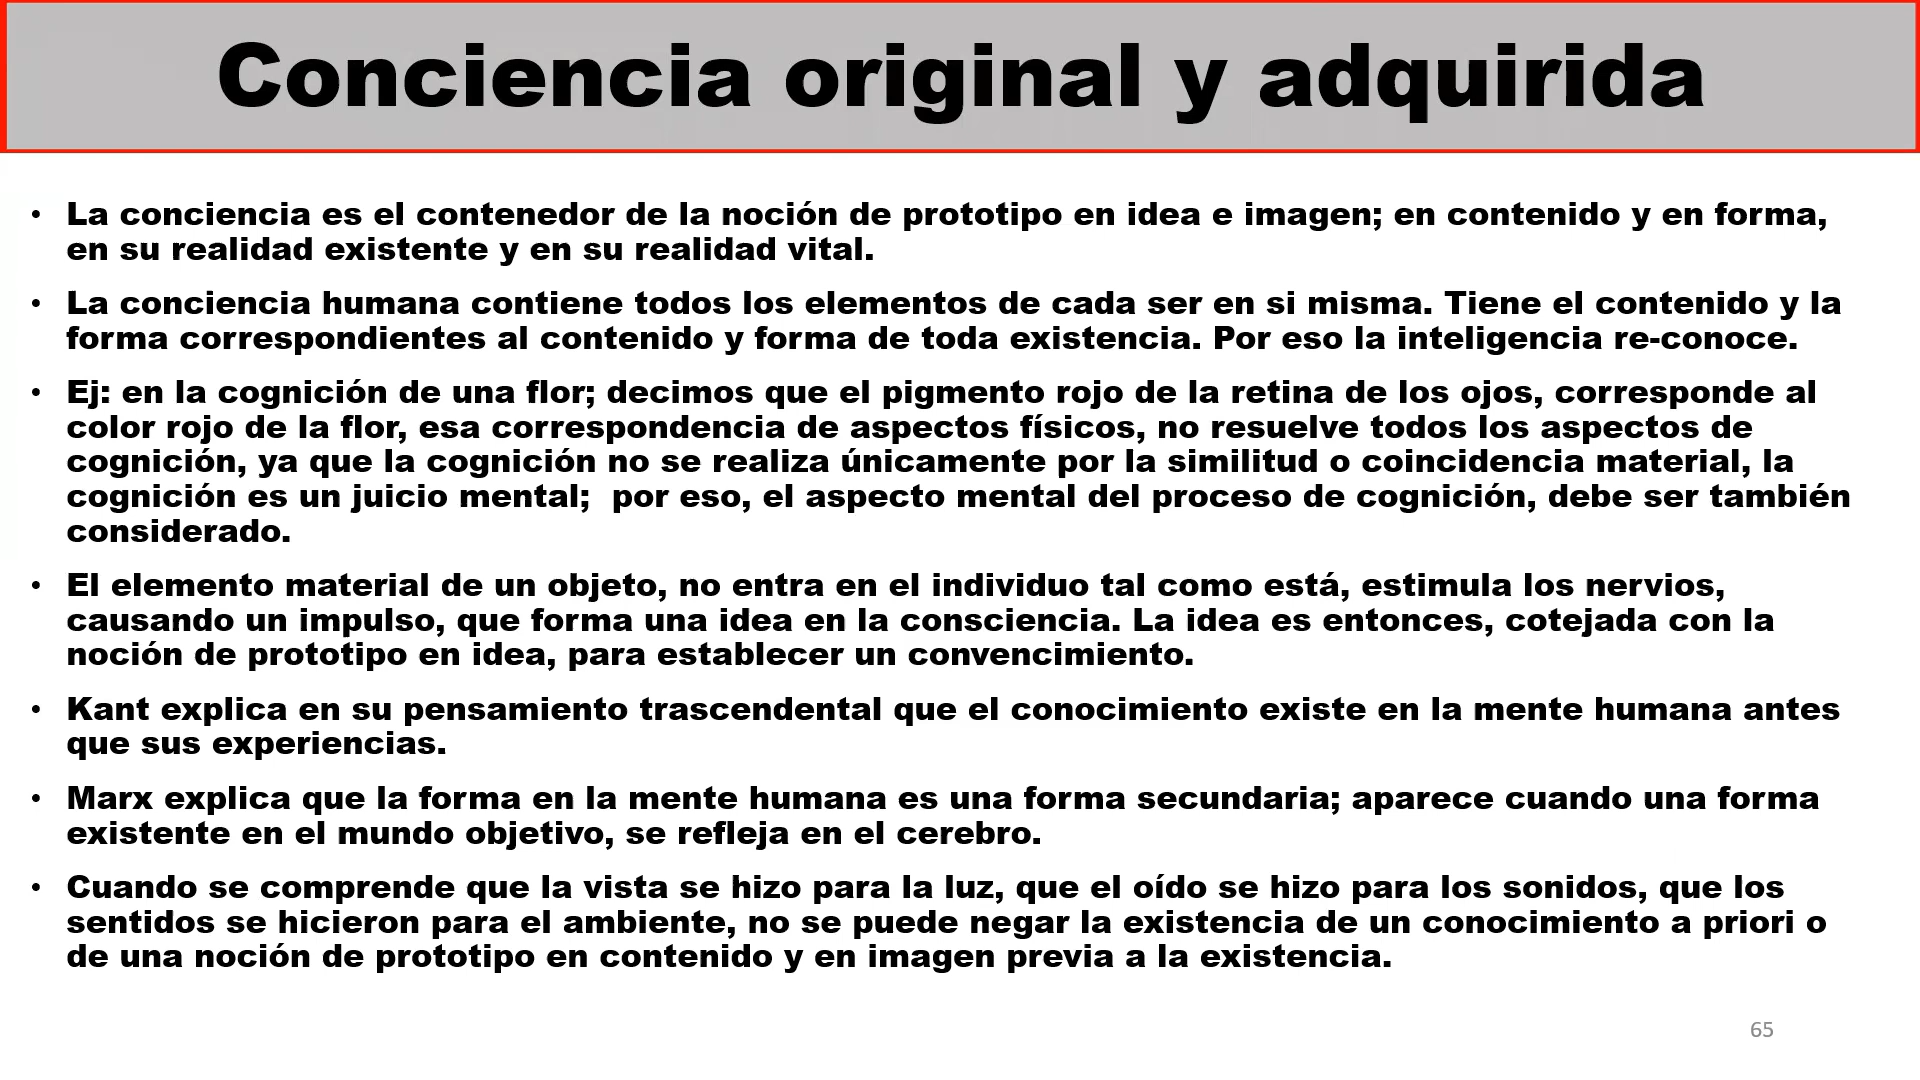 Conciencia original y adquirida
• La conciencia es el contenedor de la noción de prototipo en idea e imagen; en contenido y en forma,
en su realidad existente y en su realidad vital.
• La conciencia humana contiene todos los elementos de cada ser en si misma. Tiene el contenido y la
forma correspondientes al contenido y forma de toda existencia. Por eso la inteligencia re-conoce.
• Ej: en la cognición de una flor; decimos que el pigmento rojo de la retina de los ojos, corresponde al
color rojo de la flor, esa correspondencia de aspectos físicos, no resuelve todos los aspectos de
cognición, ya que la cognición no se realiza únicamente por la similitud o coincidencia material, la
cognición es un juicio mental;  por eso, el aspecto mental del proceso de cognición, debe ser también
considerado.
• El elemento material de un objeto, no entra en el individuo tal como está, estimula los nervios,
causando un impulso, que forma una idea en la consciencia. La idea es entonces, cotejada con la
noción de prototipo en idea, para establecer un convencimiento.
• Kant explica en su pensamiento trascendental que el conocimiento existe en la mente humana antes
que sus experiencias.
• Marx explica que la forma en la mente humana es una forma secundaria; aparece cuando una forma
existente en el mundo objetivo, se refleja en el cerebro.
• Cuando se comprende que la vista se hizo para la luz, que el oído se hizo para los sonidos, que los
sentidos se hicieron para el ambiente, no se puede negar la existencia de un conocimiento a priori o
de una noción de prototipo en contenido y en imagen previa a la existencia.
65